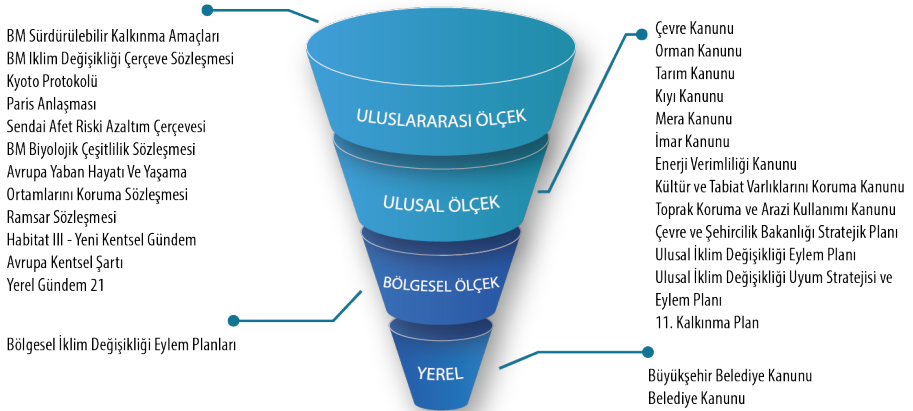 BM Sürdürülebilir Kalkınma Amaçları
BM Iklim Değişikliği Çerçeve Sözleşmesi
Kyoto Protokolü
Paris Anlaşması
Sendai Afet Riski Azaltım Çerçevesi
BM Biyolojik Çeşitlilik Sözleşmesi
Avrupa Yaban Hayatı Ve Yaşama
Ortamlarını Koruma Sözleşmesi
Ramsar Sözleşmesi
Habitat III - Yeni Kentsel Gündem
Avrupa Kentsel Şartı
Yerel Gündem 21
Bölgesel İklim Değişikliği Eylem Planları
ULUSLARARASI ÖLÇEK
ULUSAL ÖLÇEK
BÖLGESEL ÖLÇEK
YEREL
Çevre Kanunu
Orman Kanunu
Tarım Kanunu
Kıyı Kanunu
Mera Kanunu
İmar Kanunu
Enerji Verimliliği Kanunu
Kültür ve Tabiat Varlıklarını Koruma Kanunu
Toprak Koruma ve Arazi Kullanımı Kanunu
Çevre ve Şehircilik Bakanlığı Stratejik Planı
Ulusal İklim Değişikliği Eylem Planı
Ulusal İklim Değişikliği Uyum Stratejisi ve
Eylem Planı
11. Kalkınma Plan
Büyükşehir Belediye Kanunu
Belediye Kanunu